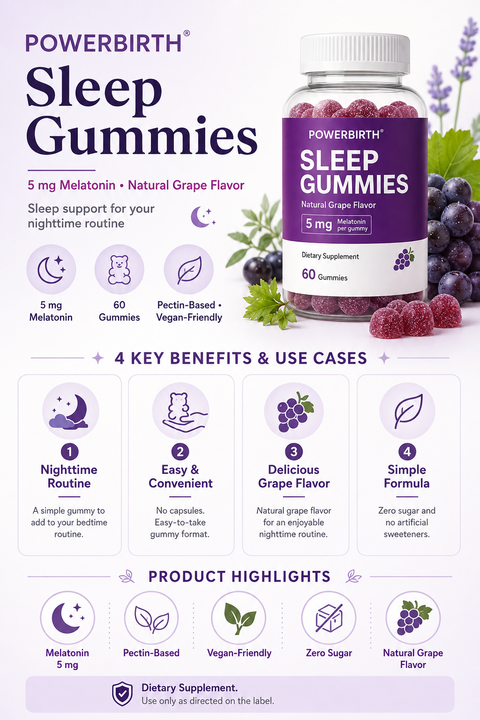 POWERBIRTH®
Sleep
Gummies
5 mg Melatonin • Natural Grape Flavor
Sleep support for your
nighttime routine
5 mg
Melatonin
60
Gummies
Pectin-Based •
Vegan-Friendly
POWERBIRTH®
SLEEP
GUMMIES
Natural Grape Flavor
5 mg Melatonin
per gummy
Dietary Supplement
60 Gummies
4 KEY BENEFITS & USE CASES
1
Nighttime
Routine
A simple gummy to
add to your bedtime
routine.
2
Easy &
Convenient
No capsules.
Easy-to-take
gummy format.
3
Delicious
Grape Flavor
Natural grape flavor
for an enjoyable
nighttime routine.
4
Simple
Formula
Zero sugar and
no artificial
sweeteners.
PRODUCT HIGHLIGHTS
Melatonin
5 mg
Pectin-Based
Vegan-Friendly
Zero Sugar
Natural Grape
Flavor
Dietary Supplement.
Use only as directed on the label.